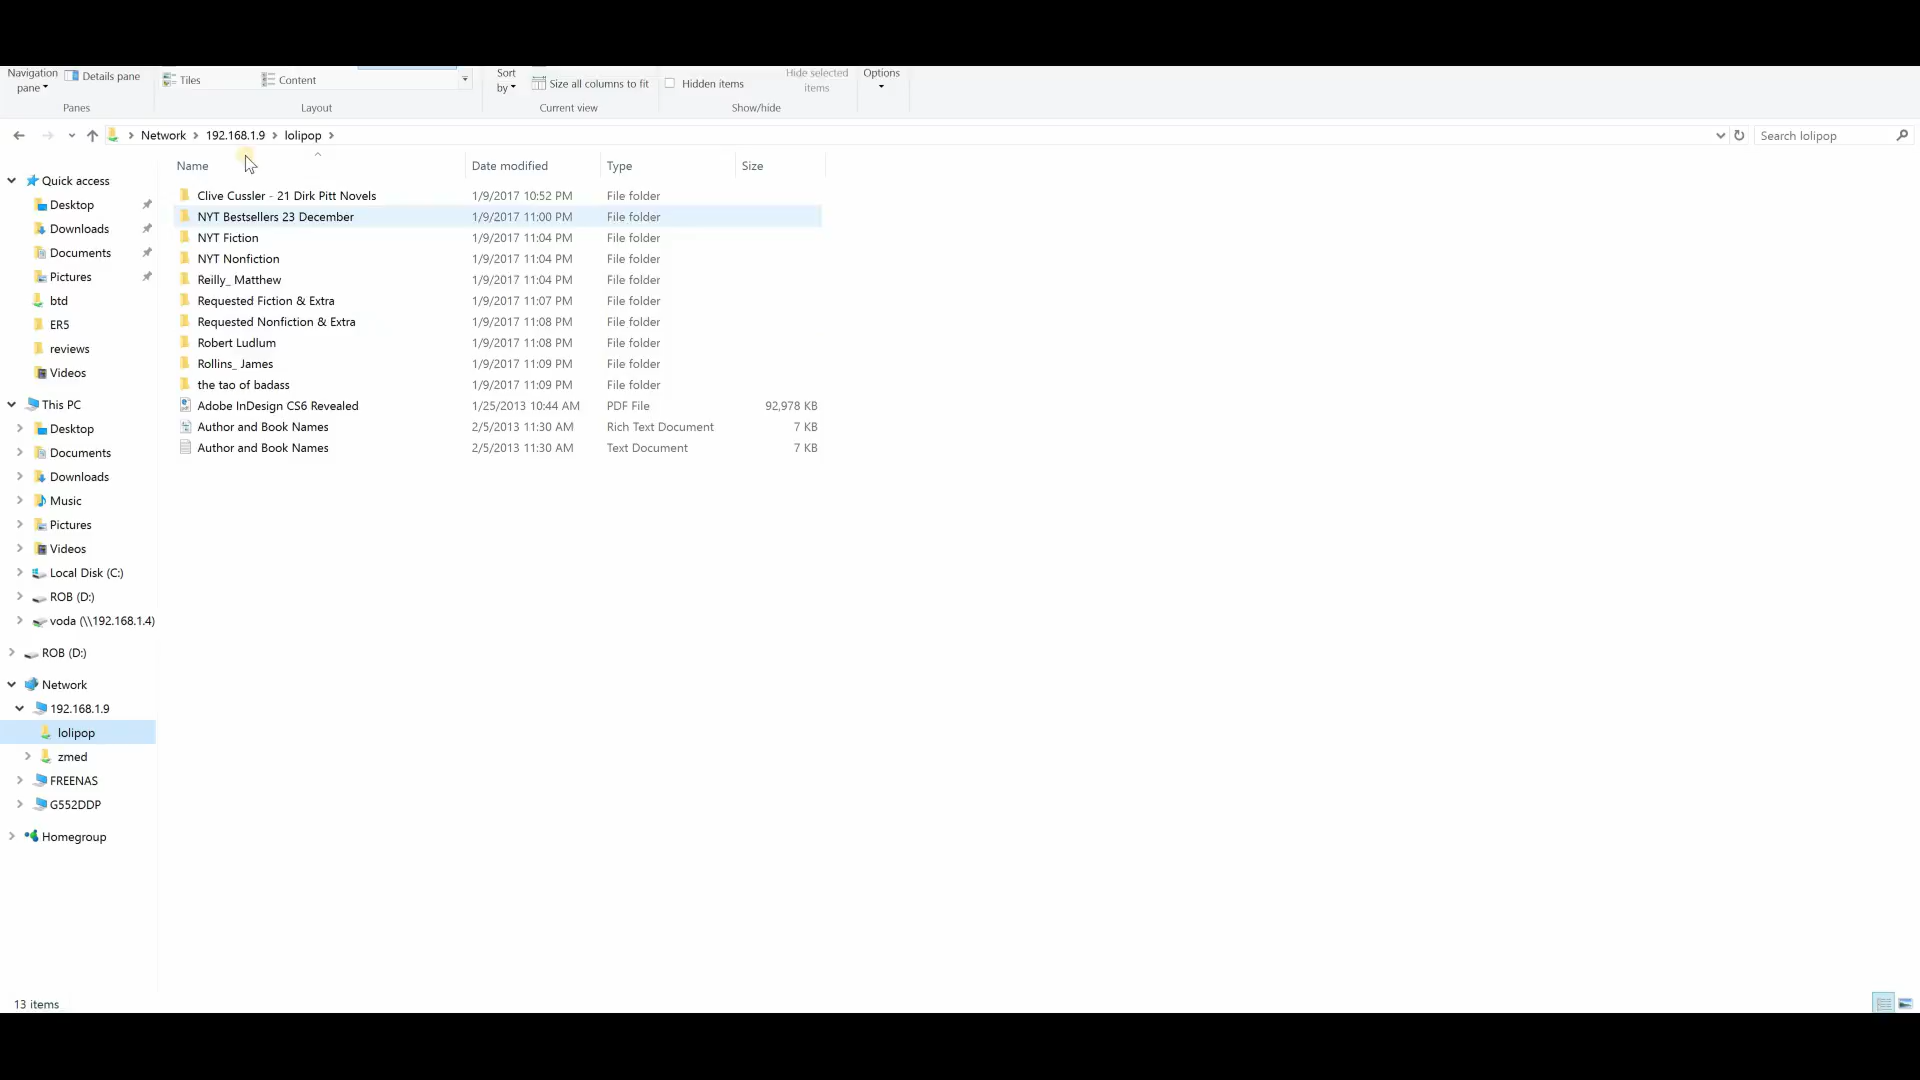 Navigation pane
Details pane
Tiles
Content
Sort by
Size all columns to fit
Hidden items
Hide selected items
Options
Panes
Layout
Current view
Show/hide
Network
192.168.1.9
lolipop
Search lolipop
Name
Date modified
Type
Size
Quick access
Desktop
Downloads
Documents
Pictures
btd
ER5
reviews
Videos
This PC
Desktop
Documents
Downloads
Music
Pictures
Videos
Local Disk (C:)
ROB (D:)
voda (\\192.168.1.4)
ROB (D:)
Network
192.168.1.9
lolipop
zmed
FREENAS
G552DDP
Homegroup
Clive Cussler - 21 Dirk Pitt Novels 1/9/2017 10:52 PM File folder
NYT Bestsellers 23 December 1/9/2017 11:00 PM File folder
NYT Fiction 1/9/2017 11:04 PM File folder
NYT Nonfiction 1/9/2017 11:04 PM File folder
Reilly_ Matthew 1/9/2017 11:04 PM File folder
Requested Fiction & Extra 1/9/2017 11:07 PM File folder
Requested Nonfiction & Extra 1/9/2017 11:08 PM File folder
Robert Ludlum 1/9/2017 11:08 PM File folder
Rollins_ James 1/9/2017 11:09 PM File folder
the tao of badass 1/9/2017 11:09 PM File folder
Adobe InDesign CS6 Revealed 1/25/2013 10:44 AM PDF File 92,978 KB
Author and Book Names 2/5/2013 11:30 AM Rich Text Document 7 KB
Author and Book Names 2/5/2013 11:30 AM Text Document 7 KB
13 items